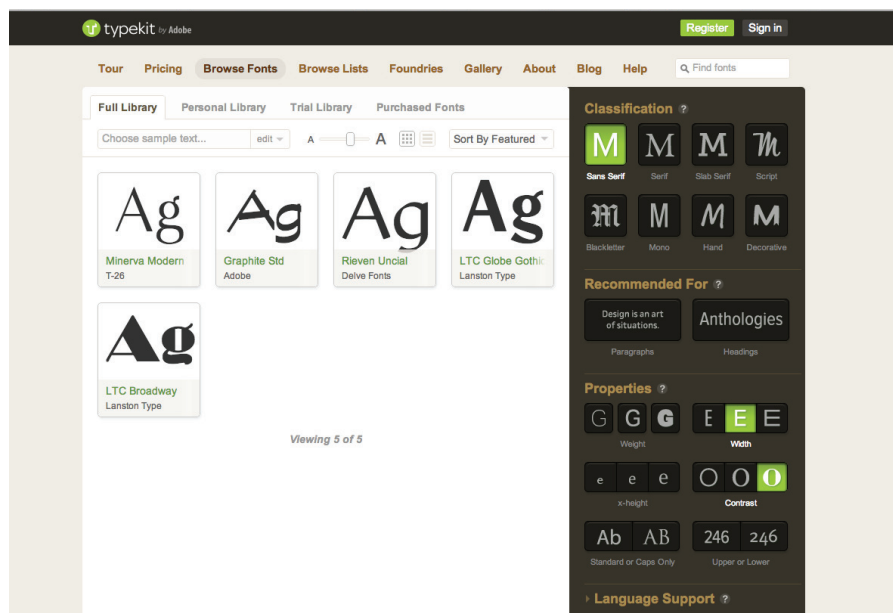 typekit by Adobe
Register Sign in
Tour Pricing Browse Fonts Browse Lists Foundries Gallery About Blog Help Find fonts
Full Library Personal Library Trial Library Purchased Fonts
Choose sample text... edit A A Sort By Featured
Ag Ag Ag Ag
Minerva Modern Graphite Std Rieven Uncial LTC Globe Gothic
T-26 Adobe Delve Fonts Lanston Type
Ag
LTC Broadway
Lanston Type
Viewing 5 of 5
Classification ?
M M M M
Sans Serif Serif Slab Serif Script
M M M M
Blackletter Mono Hand Decorative
Recommended For ?
Design is an art
of situations.
Anthologies
Paragraphs Headings
Properties ?
G G G E E E
Weight Width
e e e O O O
x-height Contrast
Ab AB 246 246
Standard or Caps Only Upper or Lower
› Language Support ?